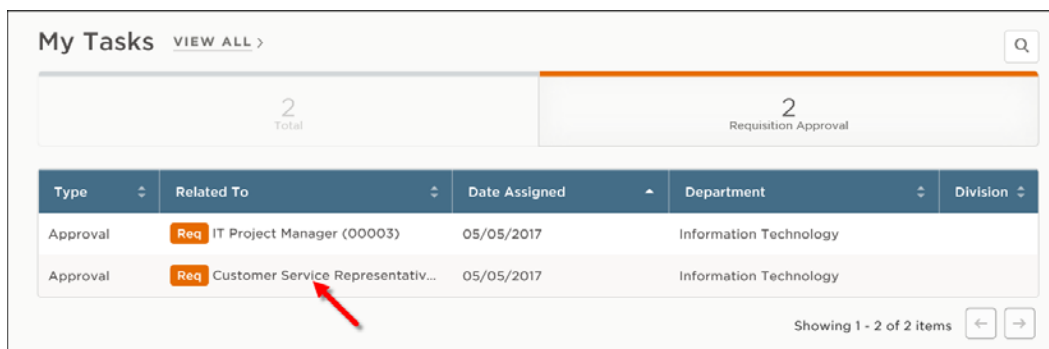 My Tasks VIEW ALL >
2
Total
2
Requisition Approval
Type Related To Date Assigned Department Division
Approval Req IT Project Manager (00003) 05/05/2017 Information Technology
Approval Req Customer Service Representativ... 05/05/2017 Information Technology
Showing 1 - 2 of 2 items ← →